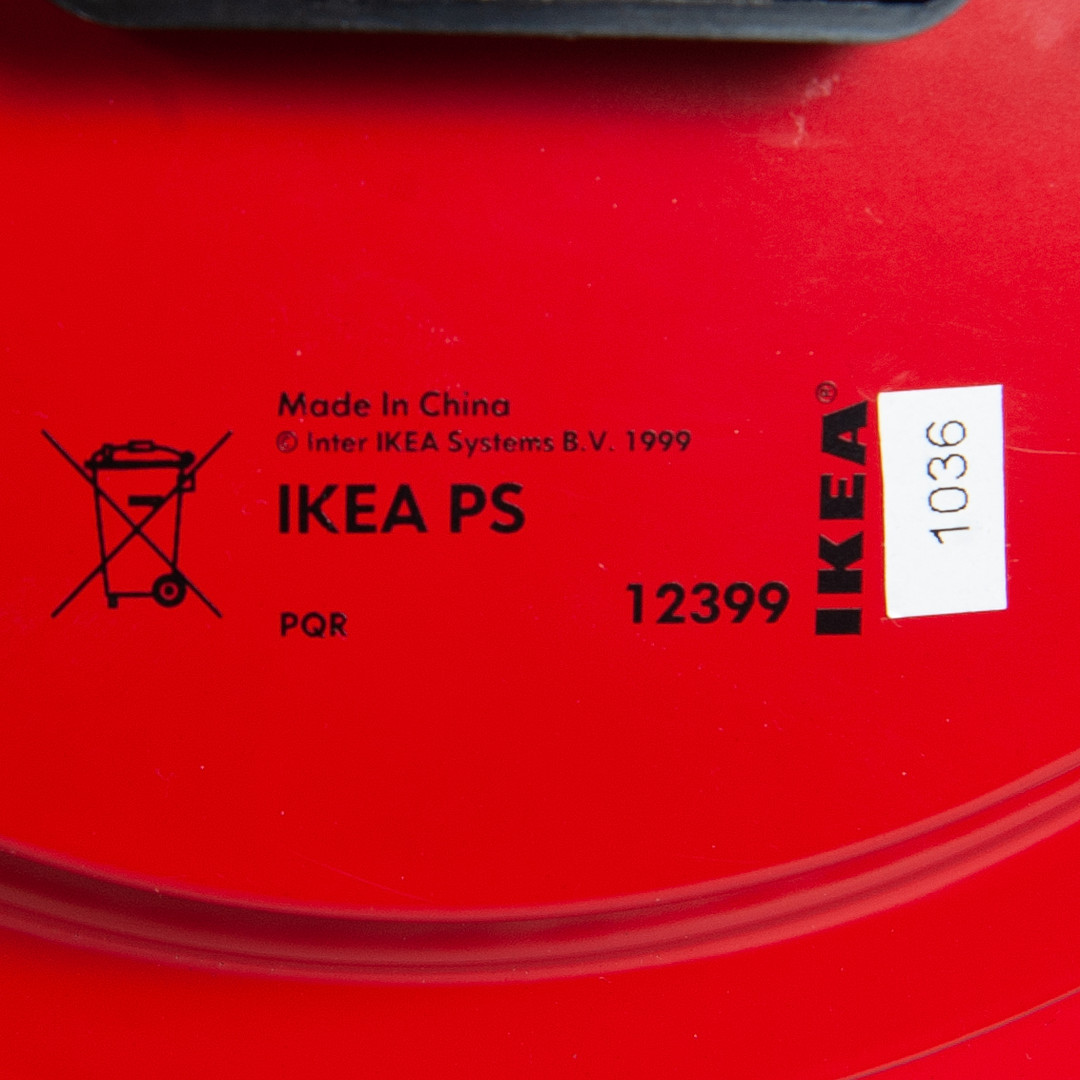 Made In China
© Inter IKEA Systems B.V. 1999
IKEA PS
PQR
12399
IKEA®
1036